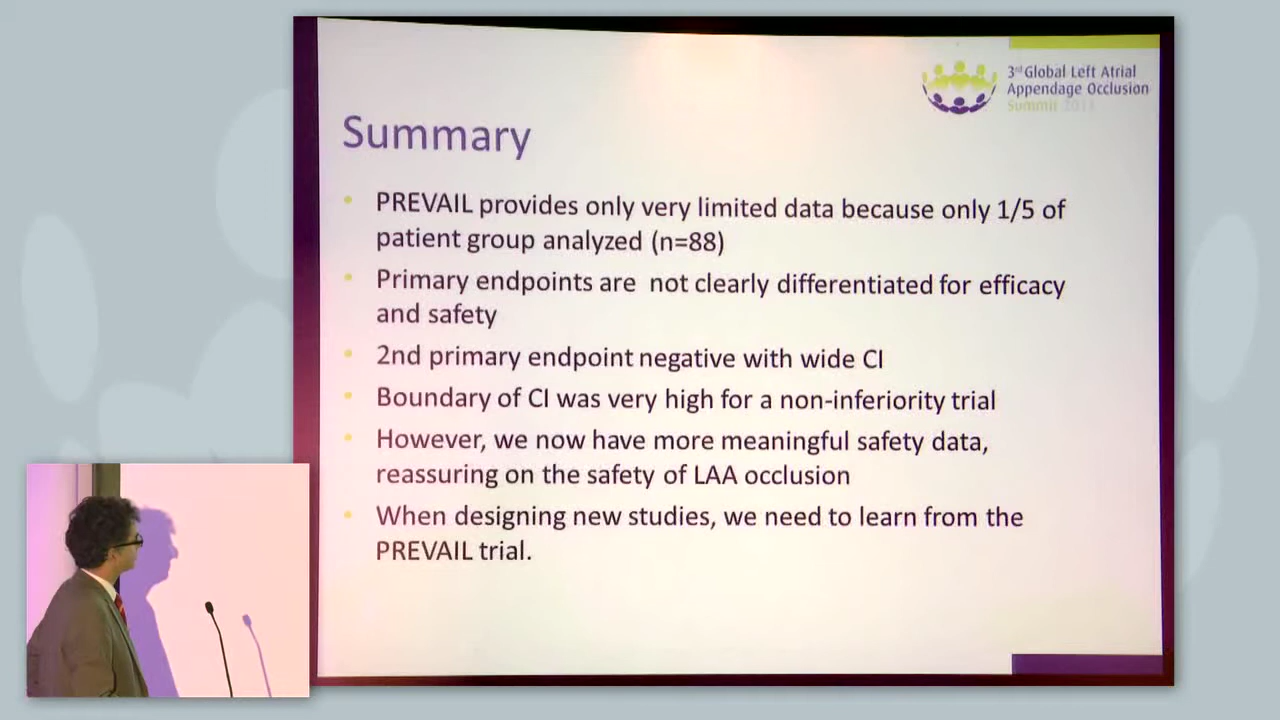 3rd Global Left Atrial
Appendage Occlusion
Summit
Summary
• PREVAIL provides only very limited data because only 1/5 of
patient group analyzed (n=88)
• Primary endpoints are not clearly differentiated for efficacy
and safety
• 2nd primary endpoint negative with wide CI
• Boundary of CI was very high for a non-inferiority trial
• However, we now have more meaningful safety data,
reassuring on the safety of LAA occlusion
• When designing new studies, we need to learn from the
PREVAIL trial.